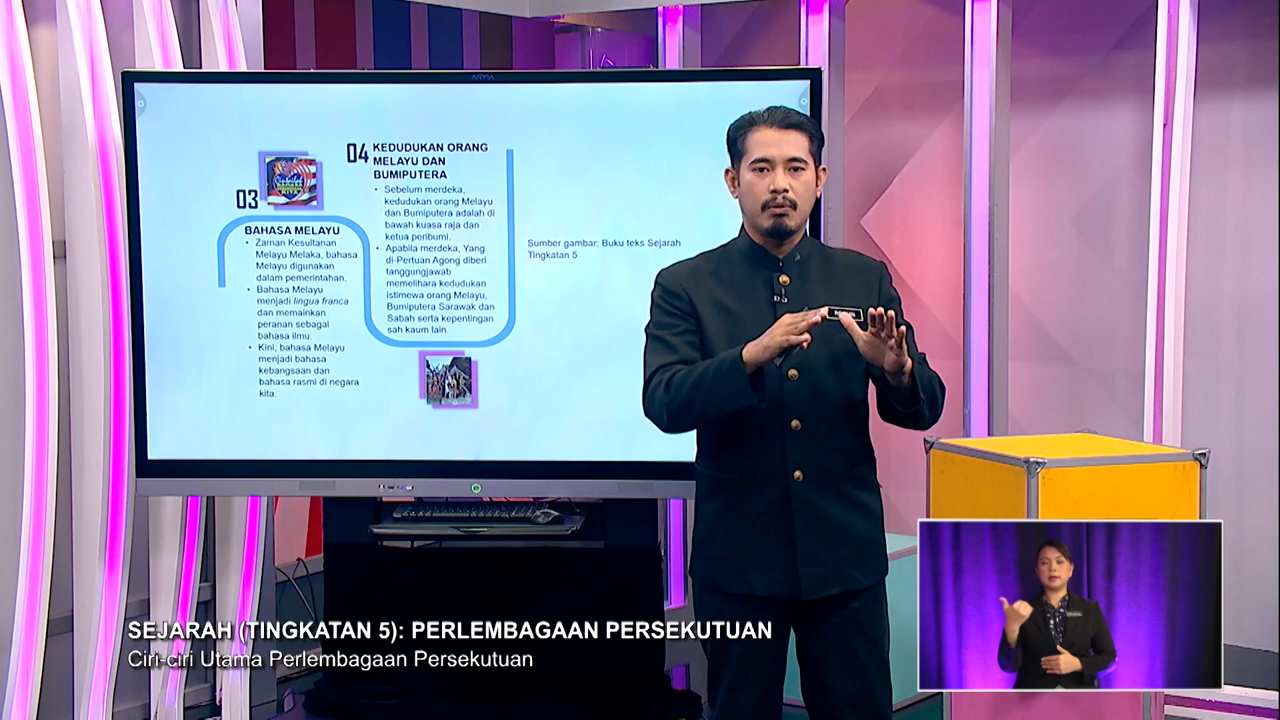 03
BAHASA MELAYU
• Zaman Kesultanan
Melayu Melaka, bahasa
Melayu digunakan
dalam pemerintahan.
• Bahasa Melayu
menjadi lingua franca
dan memainkan
peranan sebagai
bahasa ilmu.
• Kini, bahasa Melayu
menjadi bahasa
kebangsaan dan
bahasa rasmi di negara
kita.
04 KEDUDUKAN ORANG
MELAYU DAN
BUMIPUTERA
• Sebelum merdeka,
kedudukan orang Melayu
dan Bumiputera adalah di
bawah kuasa raja dan
ketua peribumi.
• Apabila merdeka, Yang
di-Pertuan Agong diberi
tanggungjawab
memelihara kedudukan
istimewa orang Melayu,
Bumiputera Sarawak dan
Sabah serta kepentingan
sah kaum lain.
Sumber gambar: Buku teks Sejarah
Tingkatan 5
SEJARAH (TINGKATAN 5): PERLEMBAGAAN PERSEKUTUAN
Ciri-ciri Utama Perlembagaan Persekutuan